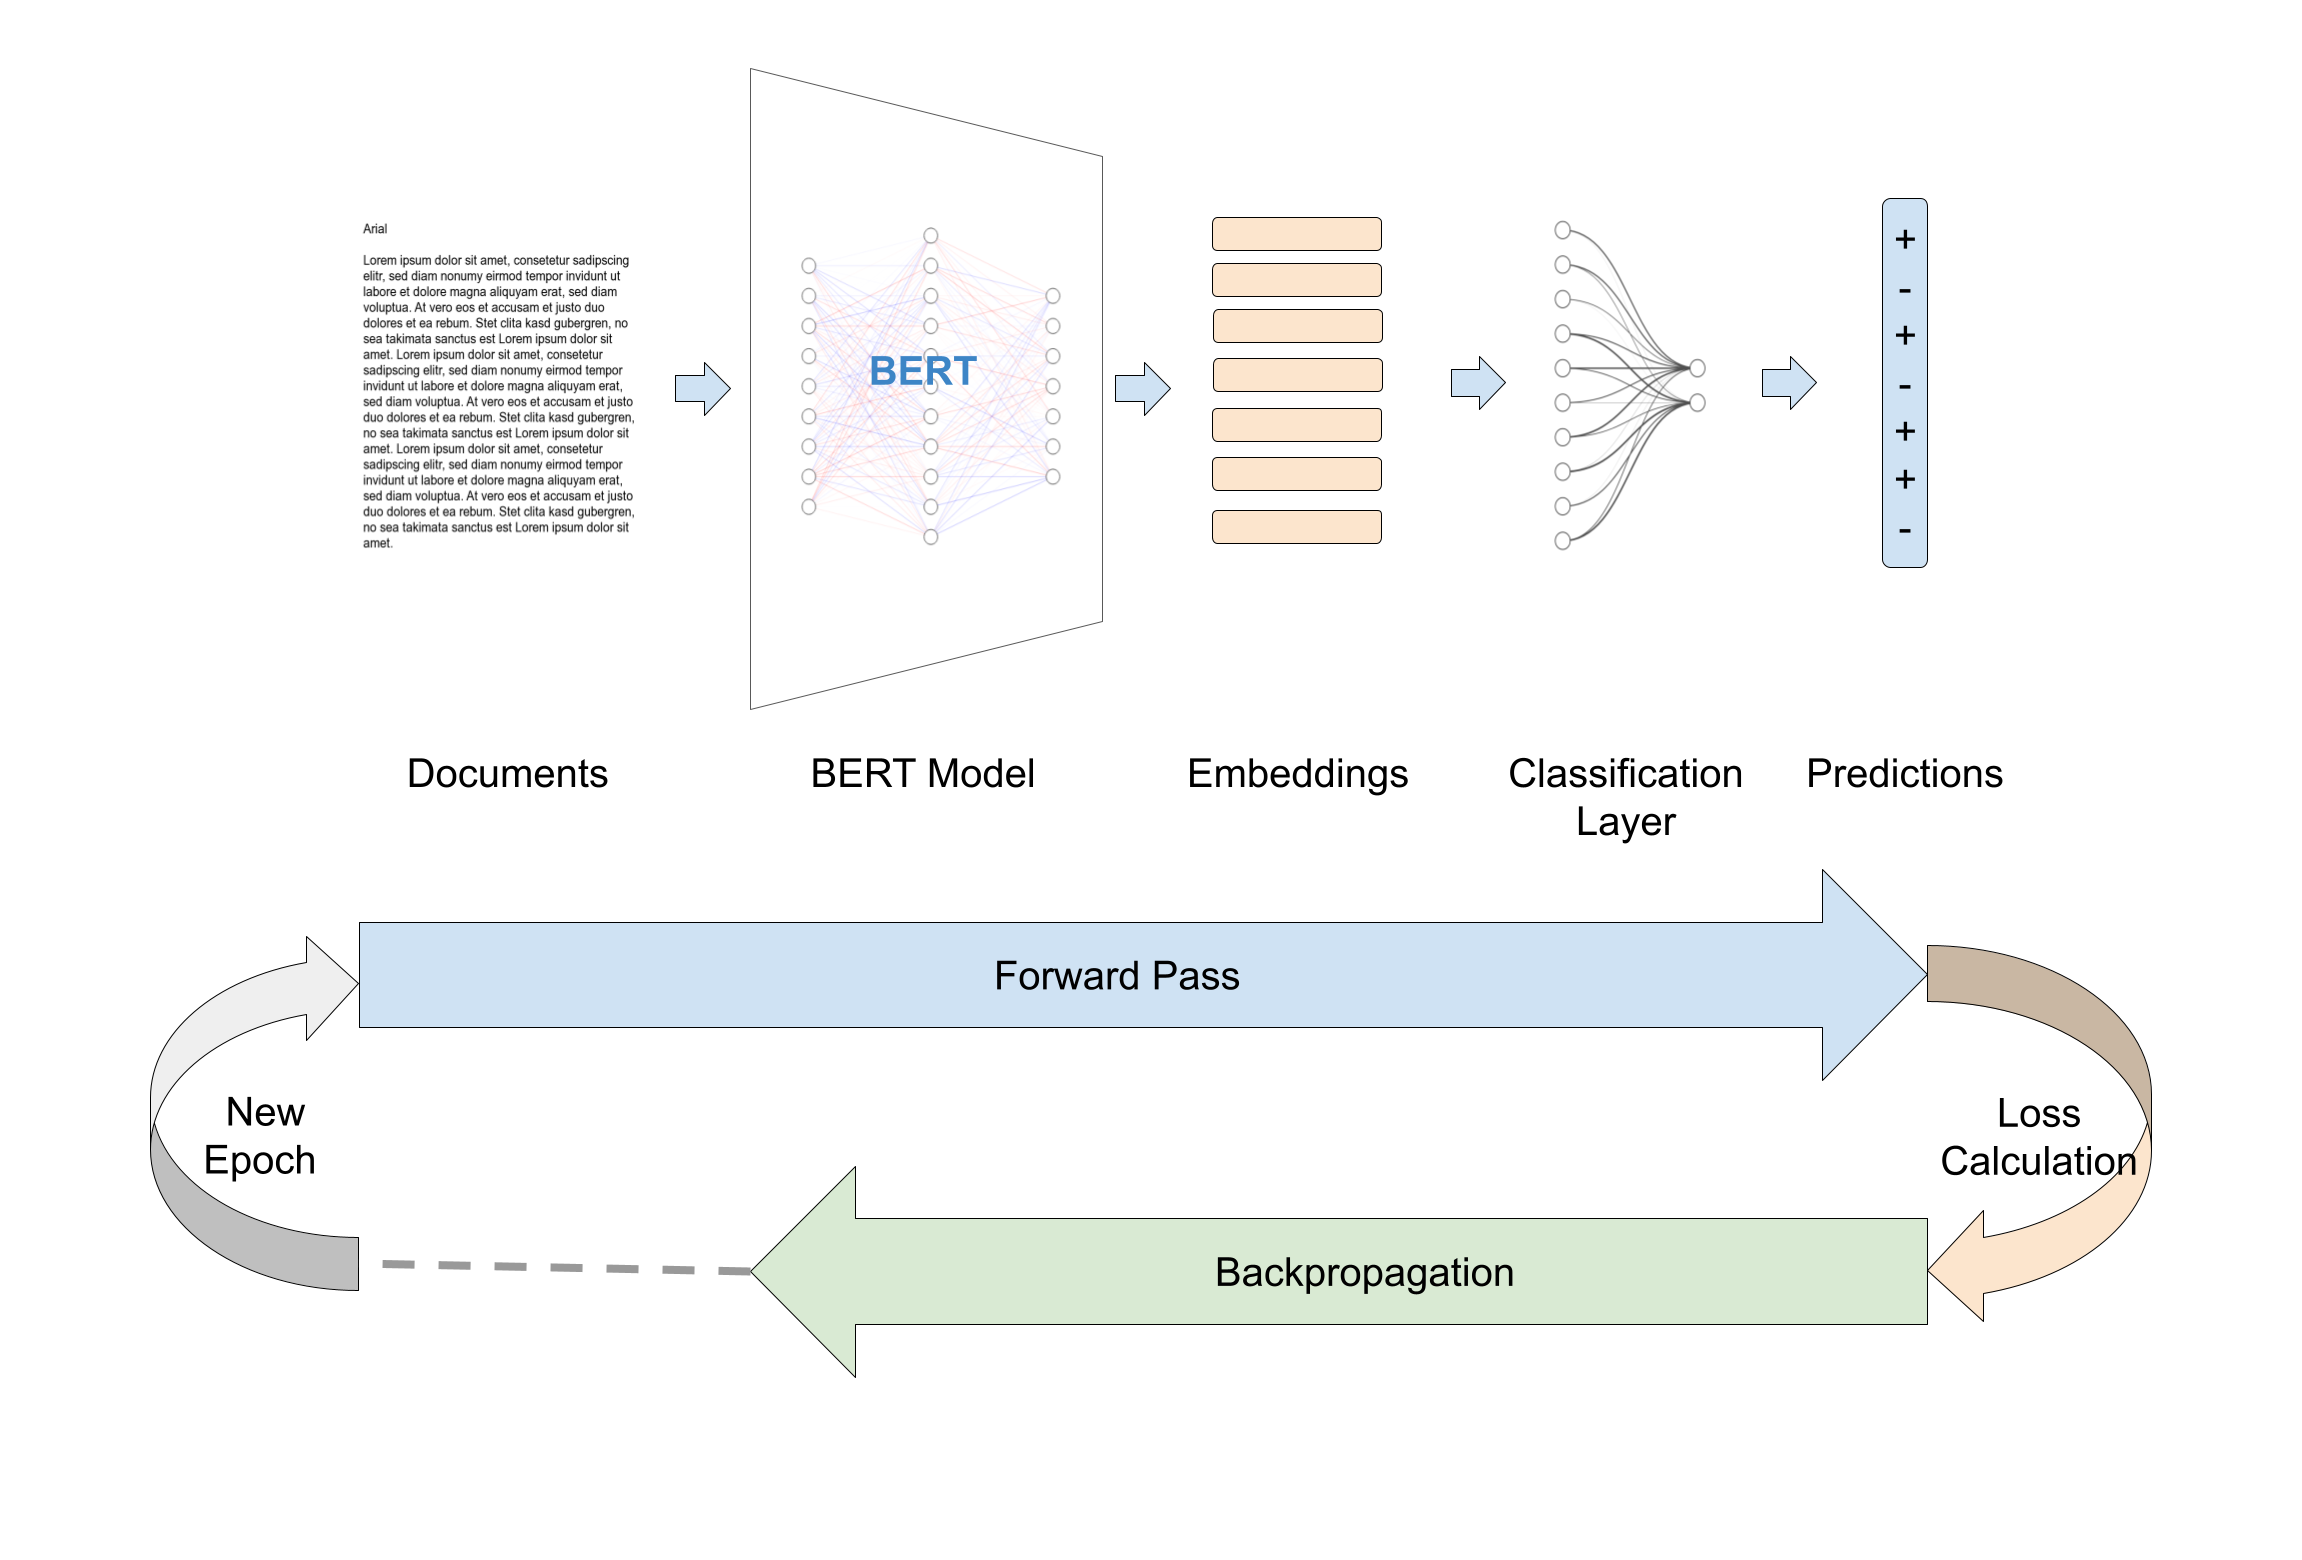 Arial
Lorem ipsum dolor sit amet, consetetur sadipscing
elitr, sed diam nonumy eirmod tempor invidunt ut
labore et dolore magna aliquyam erat, sed diam
voluptua. At vero eos et accusam et justo duo
dolores et ea rebum. Stet clita kasd gubergren, no
sea takimata sanctus est Lorem ipsum dolor sit
amet. Lorem ipsum dolor sit amet, consetetur
sadipscing elitr, sed diam nonumy eirmod tempor
invidunt ut labore et dolore magna aliquyam erat,
sed diam voluptua. At vero eos et accusam et justo
duo dolores et ea rebum. Stet clita kasd gubergren,
no sea takimata sanctus est Lorem ipsum dolor sit
amet. Lorem ipsum dolor sit amet, consetetur
sadipscing elitr, sed diam nonumy eirmod tempor
invidunt ut labore et dolore magna aliquyam erat,
sed diam voluptua. At vero eos et accusam et justo
duo dolores et ea rebum. Stet clita kasd gubergren,
no sea takimata sanctus est Lorem ipsum dolor sit
amet.
BERT
+
-
+
-
+
+
-
Documents
BERT Model
Embeddings
Classification
Layer
Predictions
Forward Pass
New
Epoch
Loss
Calculation
Backpropagation